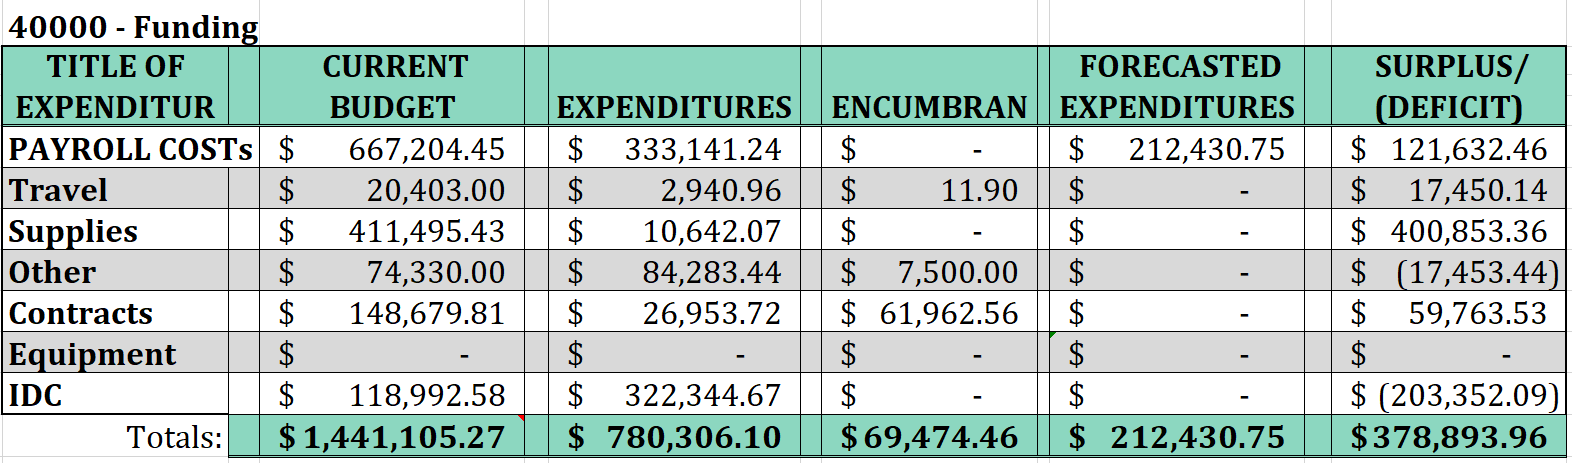 40000 - Funding
TITLE OF EXPENDITUR CURRENT BUDGET EXPENDITURES ENCUMBRAN FORECASTED EXPENDITURES SURPLUS/ (DEFICIT)
PAYROLL COSTs $ 667,204.45 $ 333,141.24 $ - $ 212,430.75 $ 121,632.46
Travel $ 20,403.00 $ 2,940.96 $ 11.90 $ - $ 17,450.14
Supplies $ 411,495.43 $ 10,642.07 $ - $ - $ 400,853.36
Other $ 74,330.00 $ 84,283.44 $ 7,500.00 $ - $ (17,453.44)
Contracts $ 148,679.81 $ 26,953.72 $ 61,962.56 $ - $ 59,763.53
Equipment $ - $ - $ - $ - $ -
IDC $ 118,992.58 $ 322,344.67 $ - $ - $ (203,352.09)
Totals: $ 1,441,105.27 $ 780,306.10 $ 69,474.46 $ 212,430.75 $ 378,893.96